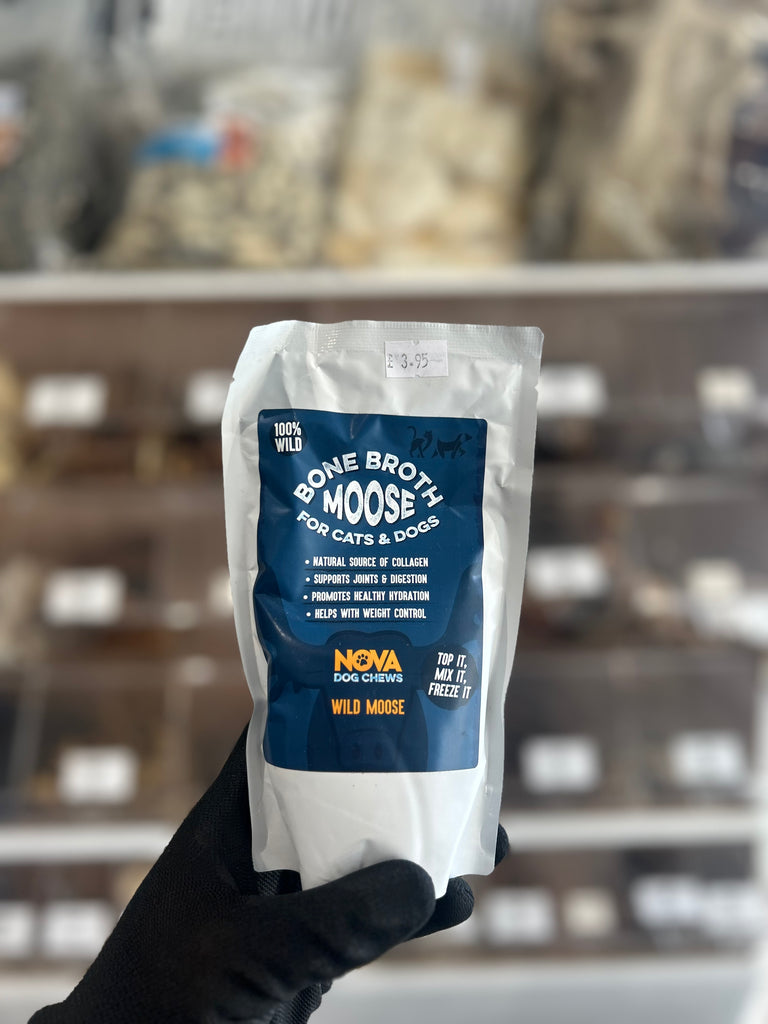 £ 3.95
100%
WILD
BONE BROTH
MOOSE
FOR CATS & DOGS
• NATURAL SOURCE OF COLLAGEN
• SUPPORTS JOINTS & DIGESTION
• PROMOTES HEALTHY HYDRATION
• HELPS WITH WEIGHT CONTROL
NOVA
DOG CHEWS
TOP IT,
MIX IT,
FREEZE IT
WILD MOOSE